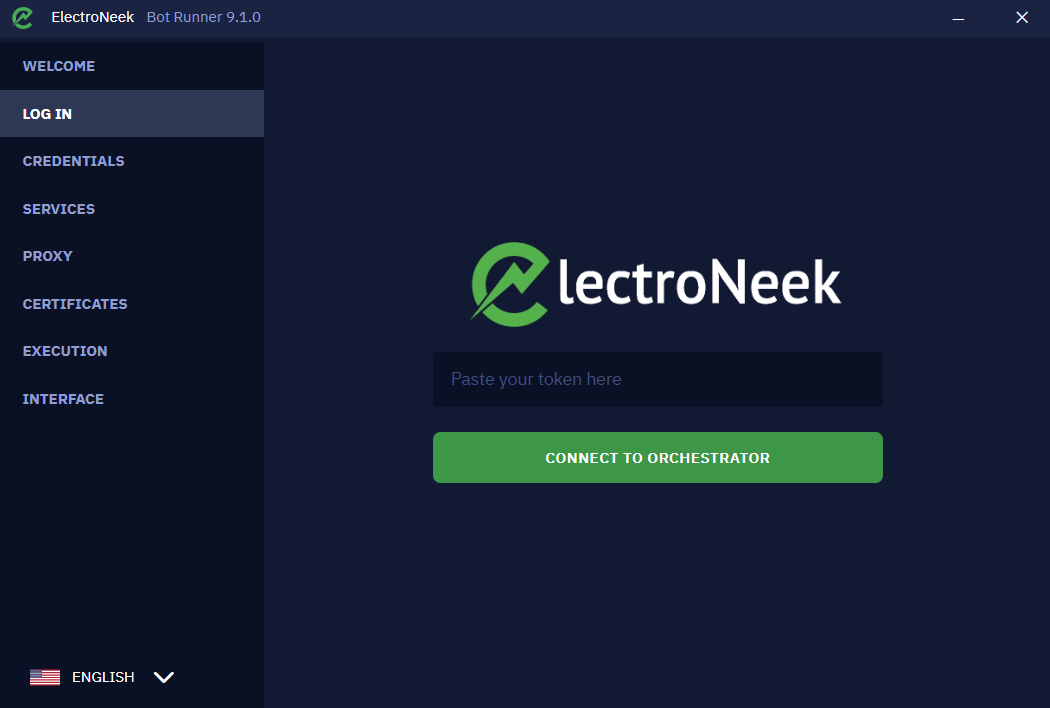 ElectroNeek Bot Runner 9.1.0
WELCOME
LOG IN
CREDENTIALS
SERVICES
PROXY
CERTIFICATES
EXECUTION
INTERFACE
ENGLISH
electroNeek
Paste your token here
CONNECT TO ORCHESTRATOR